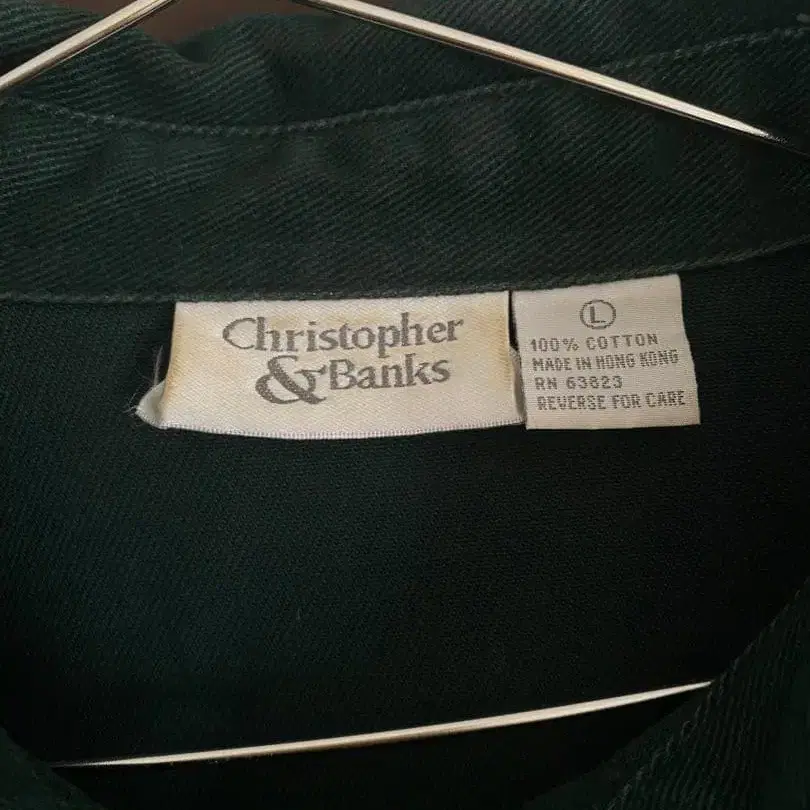 Christopher
& Banks
L
100% COTTON
MADE IN HONG KONG
RN 63823
REVERSE FOR CARE